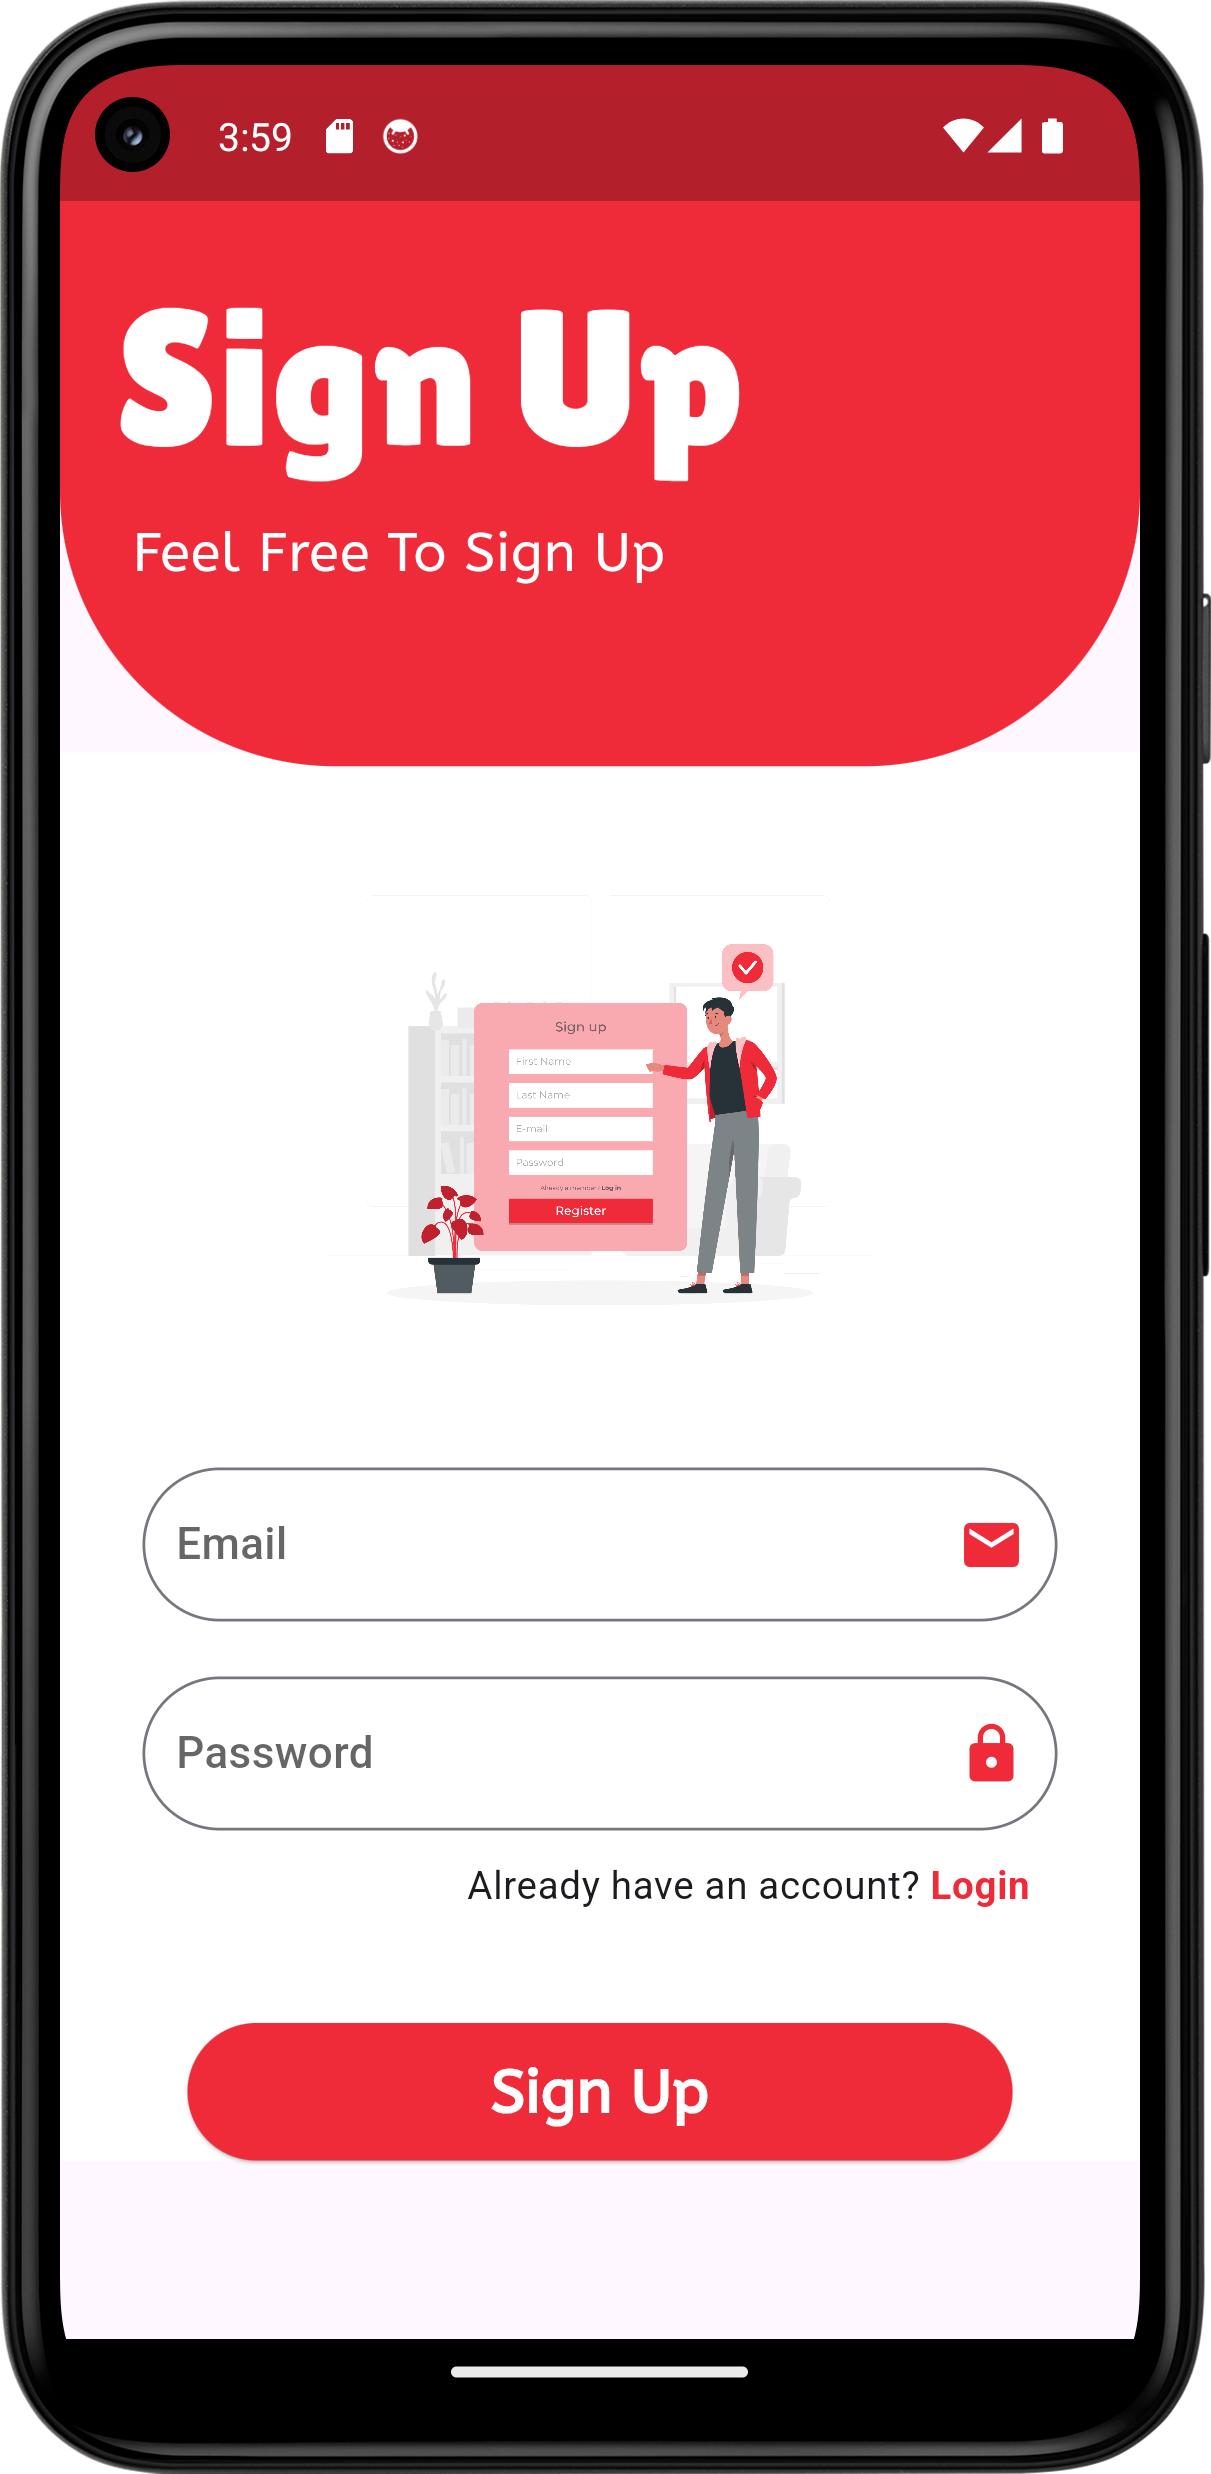 3:59
Sign Up
Feel Free To Sign Up
Sign up
First Name
Last Name
E-mail
Password
Already a member? Log in
Register
Email
Password
Already have an account? Login
Sign Up